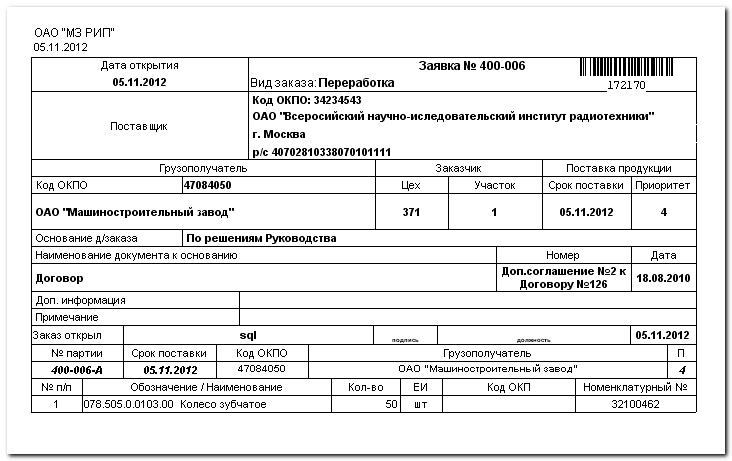 ОАО "МЗ РИП"
05.11.2012
Дата открытия
Заявка № 400-006
05.11.2012
Вид заказа: Переработка
172170
Поставщик
Код ОКПО: 34234543
ОАО "Всеросийский научно-иследовательский институт радиотехники"
г. Москва
р/с 40702810338070101111
Грузополучатель Заказчик Поставка продукции
Код ОКПО 47084050 Цех Участок Срок поставки Приоритет
ОАО "Машиностроительный завод" 371 1 05.11.2012 4
Основание д/заказа По решениям Руководства
Наименование документа к основанию Номер Дата
Договор Доп.соглашение №2 к Договору №126 18.08.2010
Доп. информация
Примечание
Заказ открыл sql подпись должность 05.11.2012
№ партии Срок поставки Код ОКПО Грузополучатель П
400-006-А 05.11.2012 47084050 ОАО "Машиностроительный завод" 4
№ п/п Обозначение / Наименование Кол-во ЕИ Код ОКП Номенклатурный №
1 078.505.0.0103.00 Колесо зубчатое 50 шт 32100462